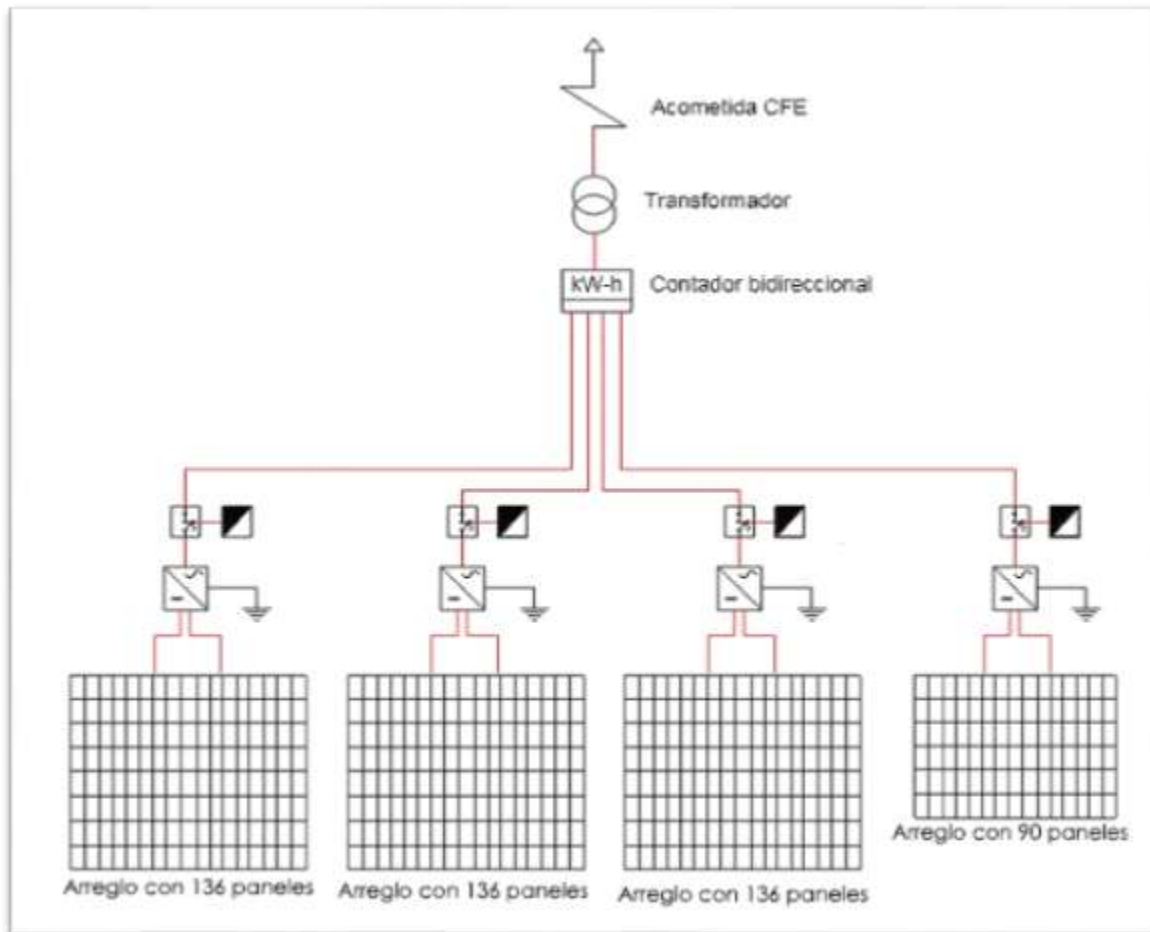 Acometida CFE
Transformador
kW-h
Contador bidireccional
Arreglo con 136 paneles
Arreglo con 136 paneles
Arreglo con 136 paneles
Arreglo con 90 paneles